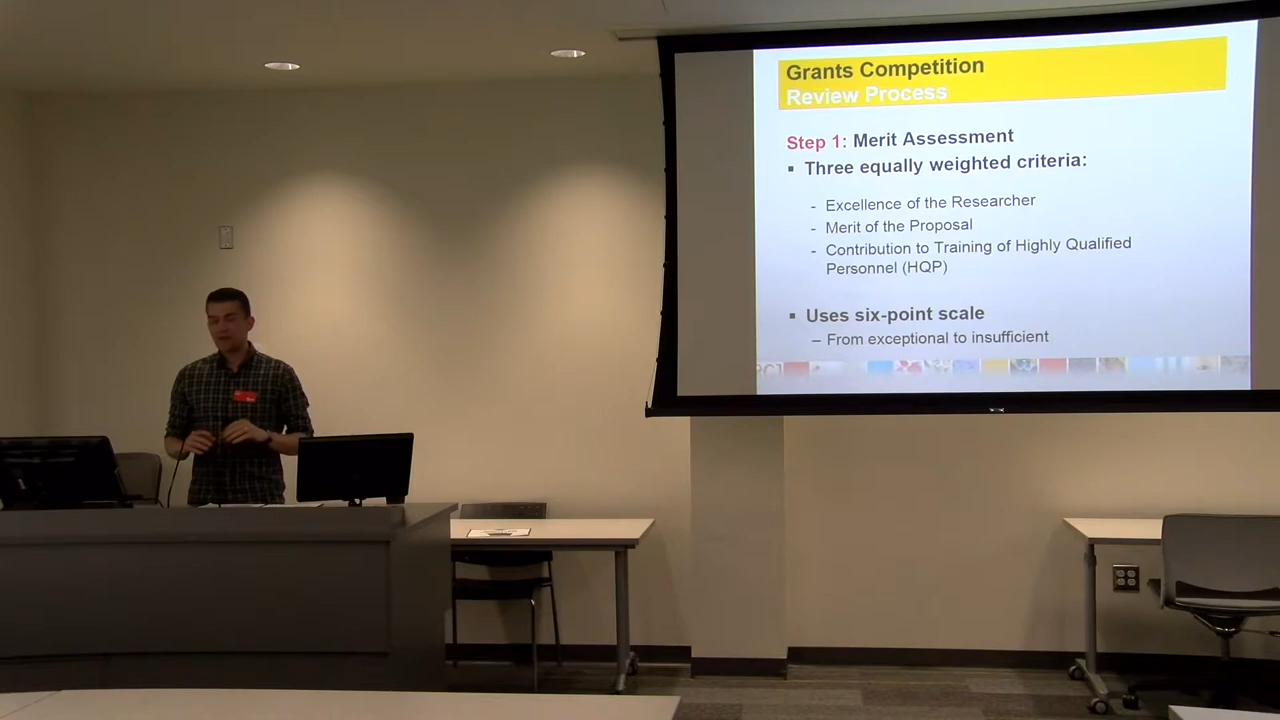 Grants Competition
Review Process
Step 1: Merit Assessment
▪ Three equally weighted criteria:
- Excellence of the Researcher
- Merit of the Proposal
- Contribution to Training of Highly Qualified
Personnel (HQP)
▪ Uses six-point scale
– From exceptional to insufficient